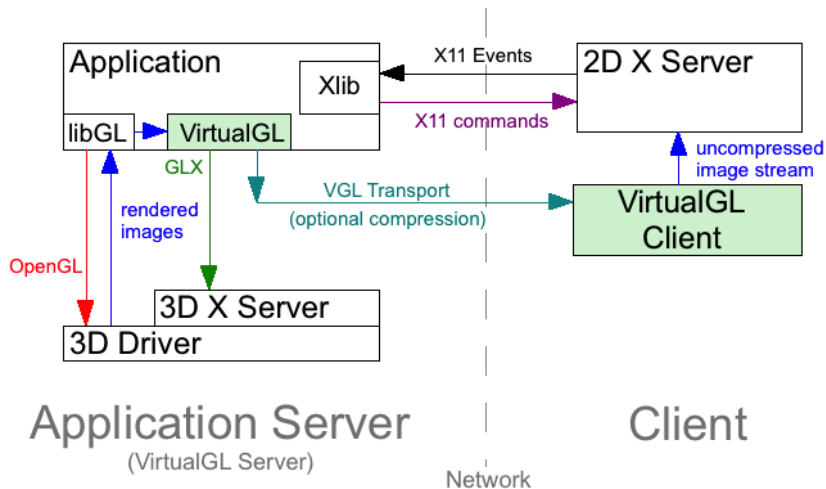 Application
Xlib
libGL
VirtualGL
X11 Events
X11 commands
2D X Server
GLX
rendered
images
VGL Transport
(optional compression)
uncompressed
image stream
VirtualGL
Client
OpenGL
3D X Server
3D Driver
Application Server
(VirtualGL Server)
Client
Network